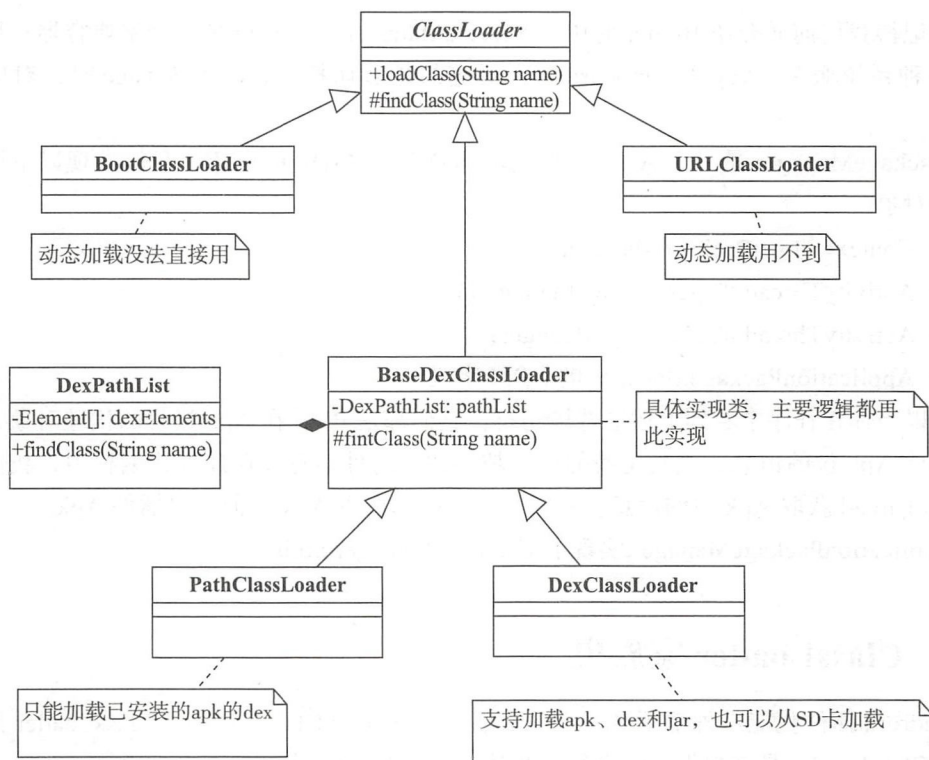 ClassLoader
+loadClass(String name)
#findClass(String name)
BootClassLoader
URLClassLoader
动态加载没法直接用
动态加载用不到
DexPathList
-Element[]: dexElements
+findClass(String name)
BaseDexClassLoader
-DexPathList: pathList
#fintClass(String name)
具体实现类，主要逻辑都再
此实现
PathClassLoader
DexClassLoader
只能加载已安装的apk的dex
支持加载apk、dex和jar，也可以从SD卡加载